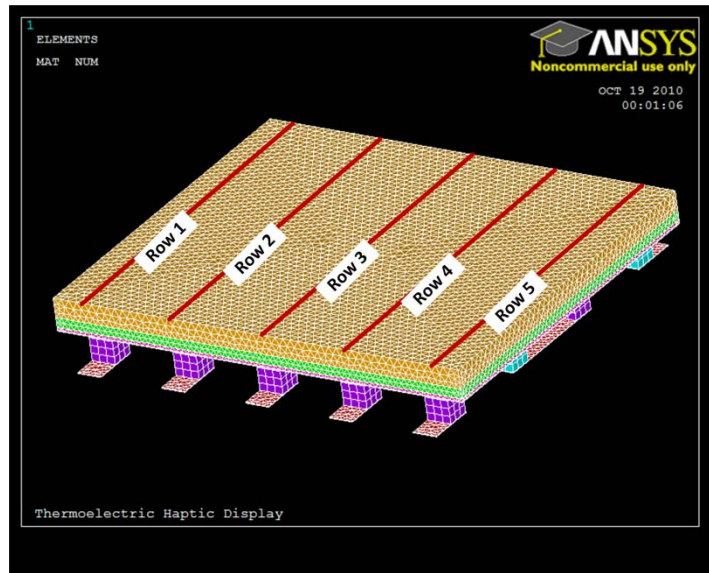 1
ELEMENTS
MAT NUM
ANSYS
Noncommercial use only
OCT 19 2010
00:01:06
Row 1
Row 2
Row 3
Row 4
Row 5
Thermoelectric Haptic Display